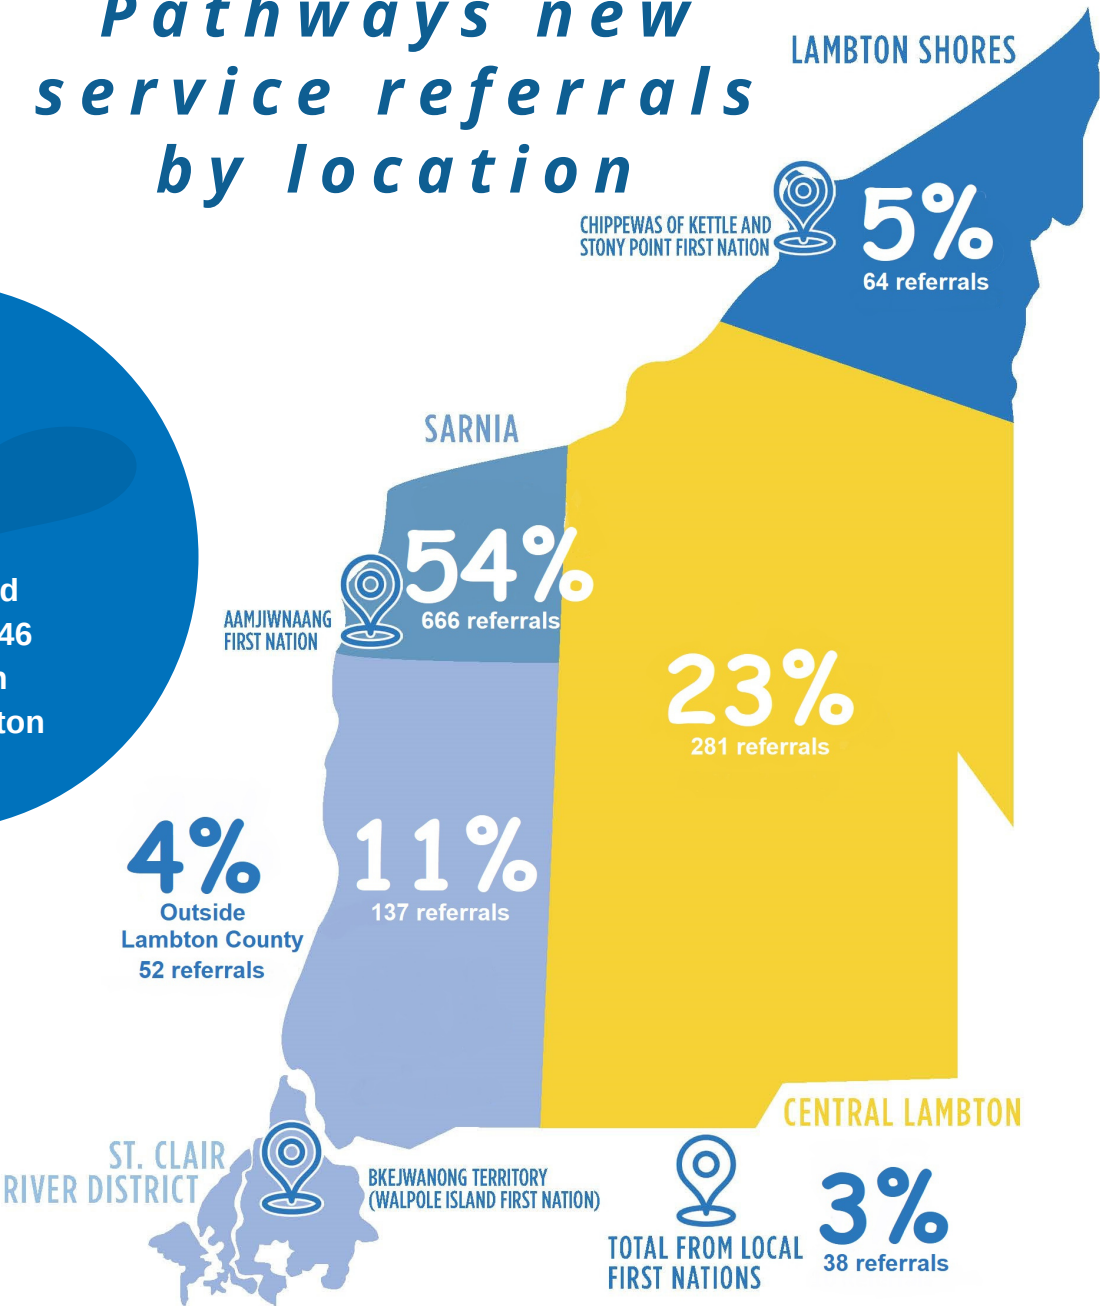 Pathways new
service referrals
by location
LAMBTON SHORES
CHIPPEWAS OF KETTLE AND
STONY POINT FIRST NATION
5%
64 referrals
SARNIA
54%
666 referrals
AAMJIWNAANG
FIRST NATION
d
46
n
ton
23%
281 referrals
4%
Outside
Lambton County
52 referrals
11%
137 referrals
CENTRAL LAMBTON
ST. CLAIR
RIVER DISTRICT
BKEJWANONG TERRITORY
(WALPOLE ISLAND FIRST NATION)
TOTAL FROM LOCAL
FIRST NATIONS
3%
38 referrals